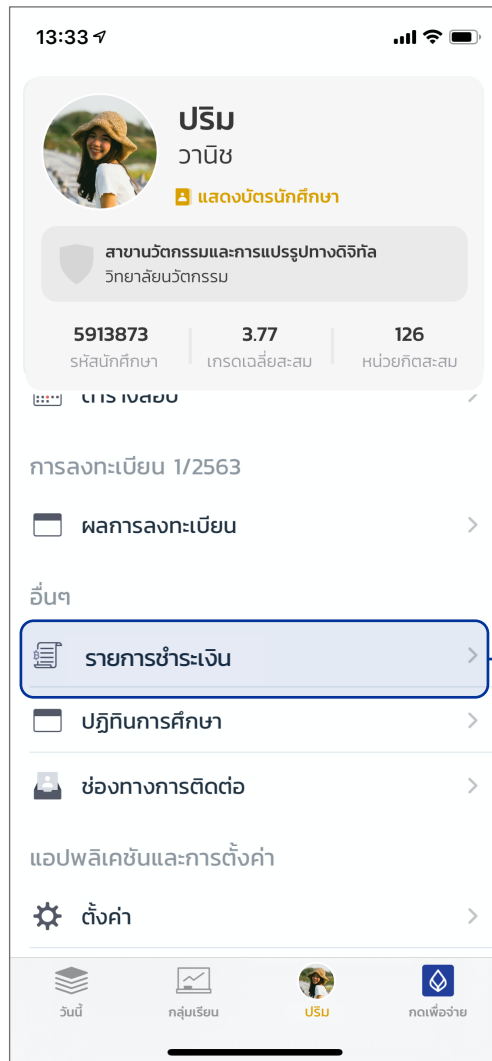 13:33
ปริม
วานิช
แสดงบัตรนักศึกษา
สาขานวัตกรรมและการแปรรูปทางดิจิทัล
วิทยาลัยนวัตกรรม
5913873 3.77 126
รหัสนักศึกษา เกรดเฉลี่ยสะสม หน่วยกิตสะสม
ตารางสอบ
การลงทะเบียน 1/2563
ผลการลงทะเบียน
อื่นๆ
รายการชำระเงิน
ปฏิทินการศึกษา
ช่องทางการติดต่อ
แอปพลิเคชันและการตั้งค่า
ตั้งค่า
วันนี้ กลุ่มเรียน ปริม กดเพื่อจ่าย